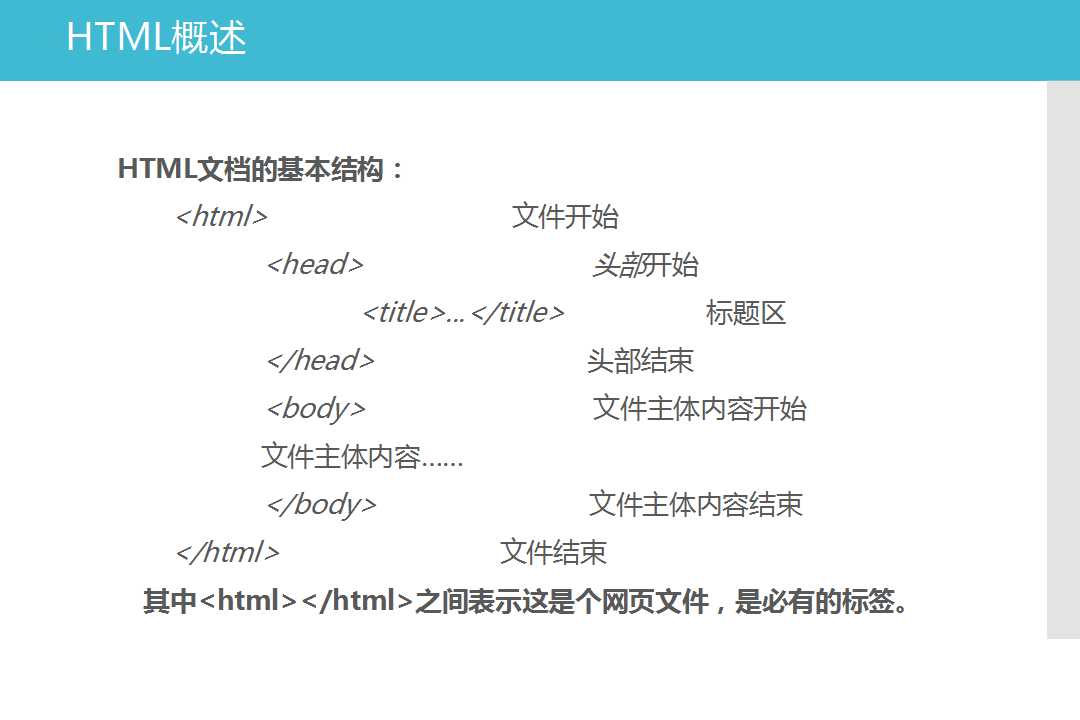 HTML概述
HTML文档的基本结构：
<html> 文件开始
<head> 头部开始
<title>...</title> 标题区
</head> 头部结束
<body> 文件主体内容开始
文件主体内容……
</body> 文件主体内容结束
</html> 文件结束
其中<html></html>之间表示这是个网页文件，是必有的标签。